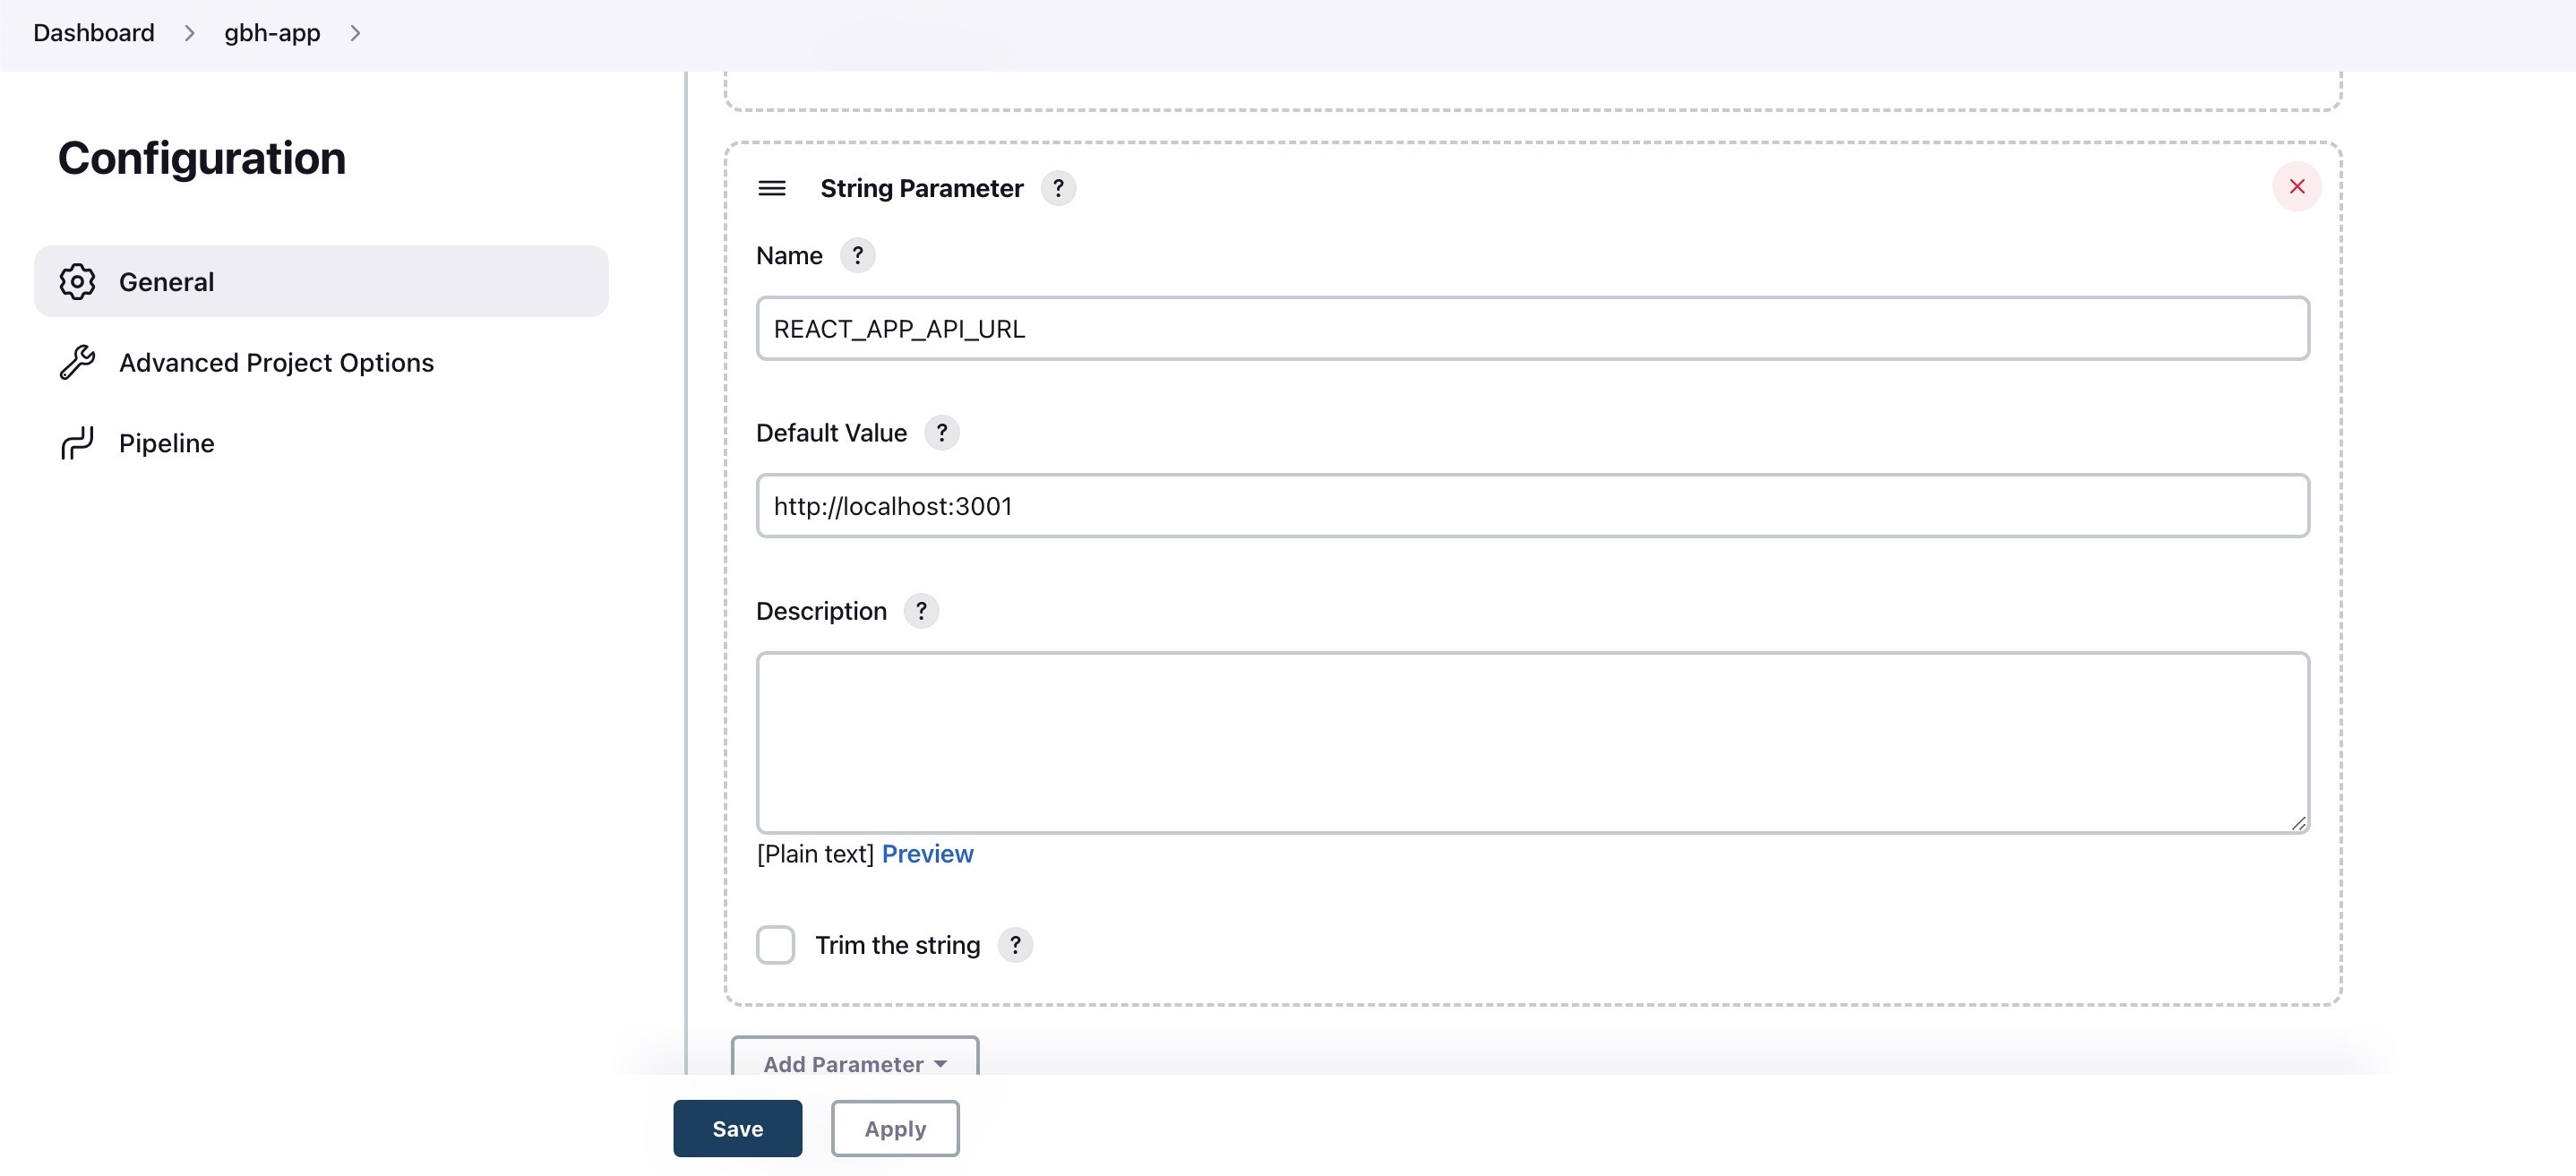 Dashboard > gbh-app >
Configuration
General
Advanced Project Options
Pipeline
String Parameter ?
Name ?
REACT_APP_API_URL
Default Value ?
http://localhost:3001
Description ?
[Plain text] Preview
Trim the string ?
Add Parameter
Save Apply